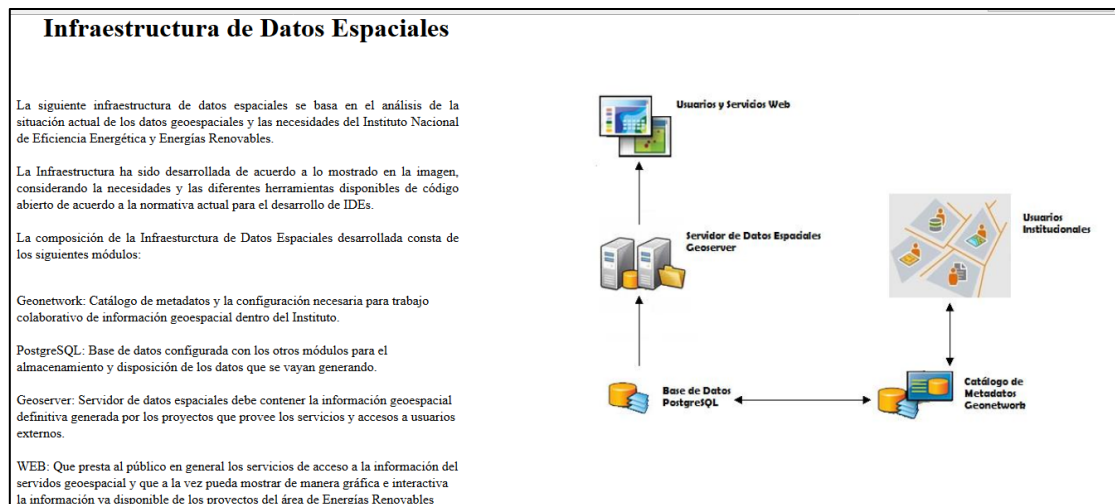 Infraestructura de Datos Espaciales
La siguiente infraestructura de datos espaciales se basa en el análisis de la
situación actual de los datos geoespaciales y las necesidades del Instituto Nacional
de Eficiencia Energética y Energías Renovables.
La Infraestructura ha sido desarrollada de acuerdo a lo mostrado en la imagen,
considerando la necesidades y las diferentes herramientas disponibles de código
abierto de acuerdo a la normativa actual para el desarrollo de IDEs.
La composición de la Infraesturctura de Datos Espaciales desarrollada consta de
los siguientes módulos:
Geonetwork: Catálogo de metadatos y la configuración necesaria para trabajo
colaborativo de información geoespacial dentro del Instituto.
PostgreSQL: Base de datos configurada con los otros módulos para el
almacenamiento y disposición de los datos que se vayan generando.
Geoserver: Servidor de datos espaciales debe contener la información geoespacial
definitiva generada por los proyectos que provee los servicios y accesos a usuarios
externos.
WEB: Que presta al público en general los servicios de acceso a la información del
servidos geoespacial y que a la vez pueda mostrar de manera gráfica e interactiva
la información ya disponible de los proyectos del área de Energías Renovables
Usuarios y Servicios Web
Servidor de Datos Espaciales
Geoserver
Usuarios
Institucionales
Base de Datos
PostgreSQL
Catálogo de
Metadatos
Geonetwork